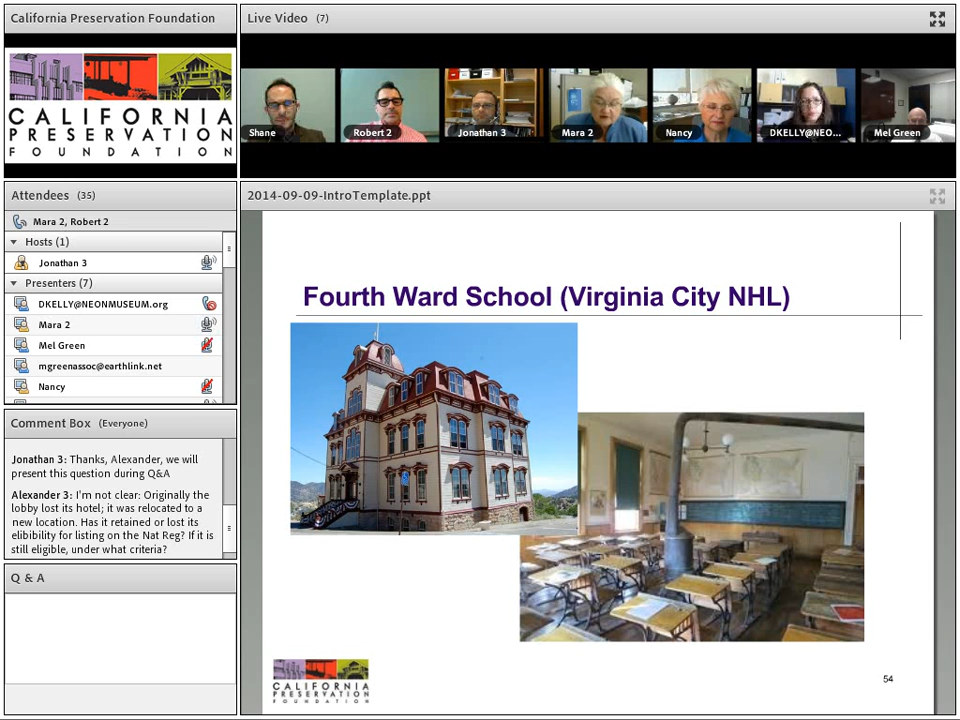 California Preservation Foundation
CALIFORNIA
PRESERVATION
FOUNDATION
Live Video (7)
Shane
Robert 2
Jonathan 3
Mara 2
Nancy
DKELLY@NEO...
Mel Green
Attendees (35)
Mara 2, Robert 2
Hosts (1)
Jonathan 3
Presenters (7)
DKELLY@NEONMUSEUM.org
Mara 2
Mel Green
mgreenassoc@earthlink.net
Nancy
Comment Box (Everyone)
Jonathan 3: Thanks, Alexander, we will
present this question during Q&A
Alexander 3: I'm not clear: Originally the
lobby lost its hotel; it was relocated to a
new location. Has it retained or lost its
elibibility for listing on the Nat Reg? If it is
still eligible, under what criteria?
Q & A
2014-09-09-IntroTemplate.ppt
Fourth Ward School (Virginia City NHL)
CALIFORNIA
PRESERVATION
FOUNDATION
54